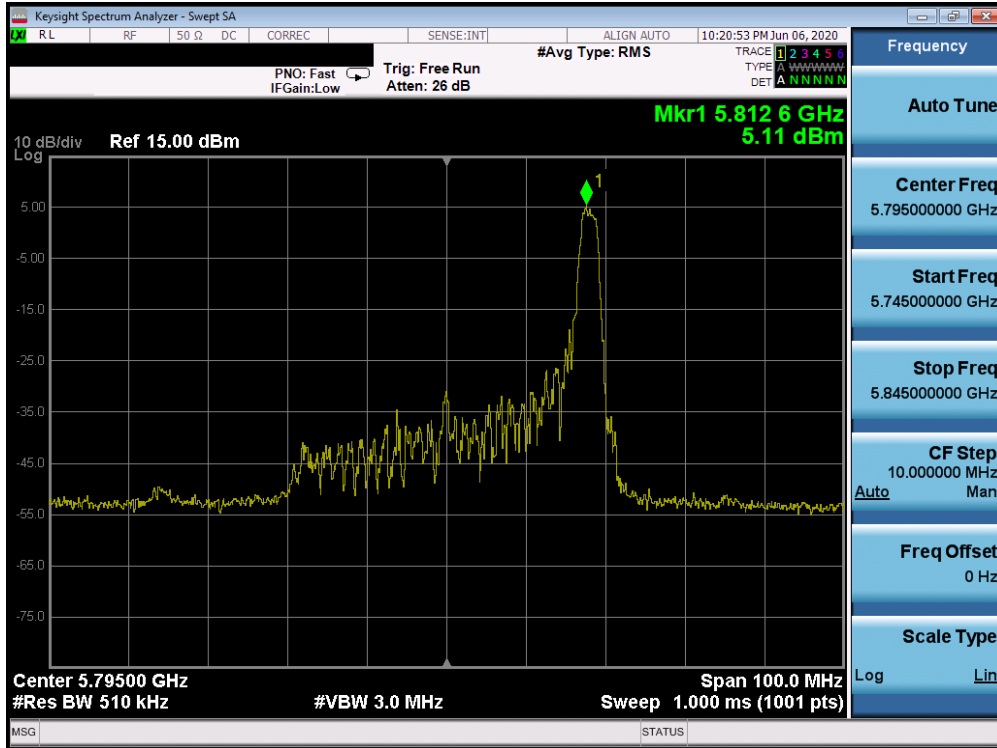 Keysight Spectrum Analyzer - Swept SA
LXI RL RF 50 Ω DC CORREC SENSE:INT ALIGN AUTO 10:20:53 PM Jun 06, 2020
#Avg Type: RMS
TRACE 1 2 3 4 5 6
PNO: Fast Trig: Free Run
TYPE A WWWWW
IFGain:Low Atten: 26 dB
DET A N N N N N
Mkr1 5.812 6 GHz
5.11 dBm
10 dB/div Ref 15.00 dBm
Log
1
5.00
-5.00
-15.0
-25.0
-35.0
-45.0
-55.0
-65.0
-75.0
Center 5.79500 GHz Span 100.0 MHz
#Res BW 510 kHz #VBW 3.0 MHz Sweep 1.000 ms (1001 pts)
MSG STATUS
Frequency
Auto Tune
Center Freq
5.795000000 GHz
Start Freq
5.745000000 GHz
Stop Freq
5.845000000 GHz
CF Step
10.000000 MHz
Auto Man
Freq Offset
0 Hz
Scale Type
Log Lin